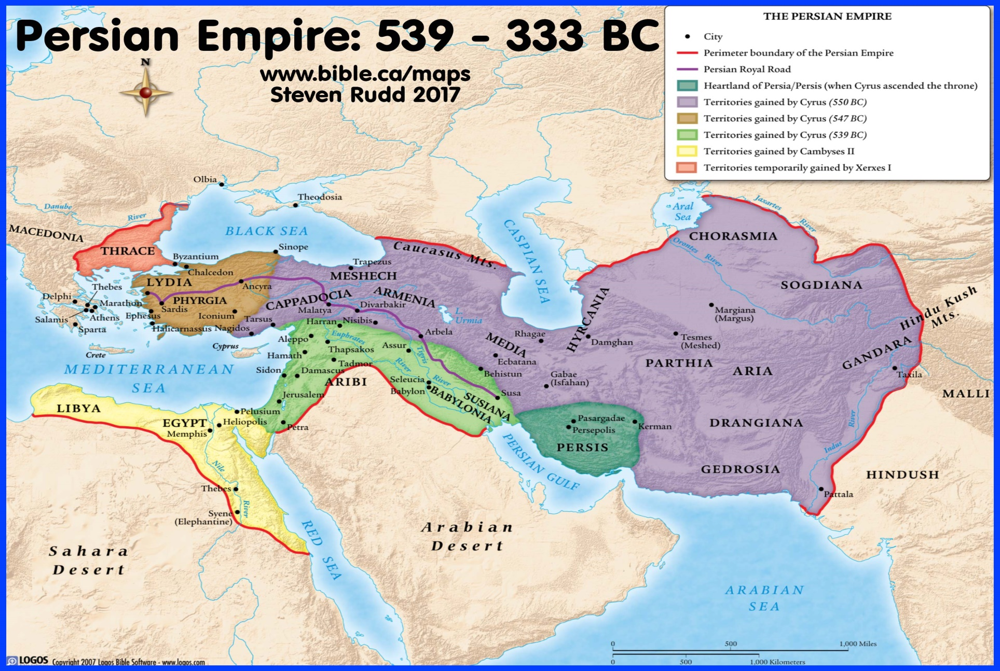 Persian Empire: 539 - 333 BC
www.bible.ca/maps
Steven Rudd 2017
N
THE PERSIAN EMPIRE
City
Perimeter boundary of the Persian Empire
Persian Royal Road
Heartland of Persia/Persis (when Cyrus ascended the throne)
Territories gained by Cyrus (550 BC)
Territories gained by Cyrus (547 BC)
Territories gained by Cyrus (539 BC)
Territories gained by Cambyses II
Territories temporarily gained by Xerxes I
Olbia
Theodosia
Danube
River
MACEDONIA
THRACE
BLACK SEA
Byzantium
Chalcedon
Sinope
Trapezus
Caucasus Mts.
CASPIAN SEA
Aral
Sea
Jaxartes
River
CHORASMIA
Orontes
River
SOGDIANA
Hindu Kush
Mts.
MESHECH
LYDIA
Ancyra
PHYRGIA
CAPPADOCIA
ARMENIA
Thebes
Delphi
Marathon
Salamis
Athens
Sparta
Ephesus
Sardis
Iconium
Halicarnassus
Nagidos
Tarsus
Malatya
Divarbakir
Harran
Nisibis
L.
Urmia
Arbela
Cyprus
Crete
Aleppo
Euphrates
River
Thapsakos
Assur
Tigris
River
Hamath
Tadmor
Sidon
Damascus
ARIBI
Seleucia
Babylon
BABYLONIA
SUSIANA
Susa
MEDIA
Ecbatana
Behistun
Rhagae
HYRCANIA
Damghan
Gabae
(Isfahan)
Margiana
(Margus)
Tesmes
(Meshed)
PARTHIA
ARIA
GANDARA
Taxila
MALLI
MEDITERRANEAN
SEA
Jerusalem
LIBYA
EGYPT
Pelusium
Heliopolis
Memphis
Petra
Pasargadae
Persepolis
Kerman
PERSIS
PERSIAN GULF
DRANGIANA
GEDROSIA
Indus
River
HINDUSH
Pattala
Nile
River
Thebes
Syene
(Elephantine)
RED SEA
Arabian
Desert
Sahara
Desert
ARABIAN
SEA
0 500 1,000 Miles
0 500 1,000 Kilometers
LOGOS Copyright 2007 Logos Bible Software - www.logos.com